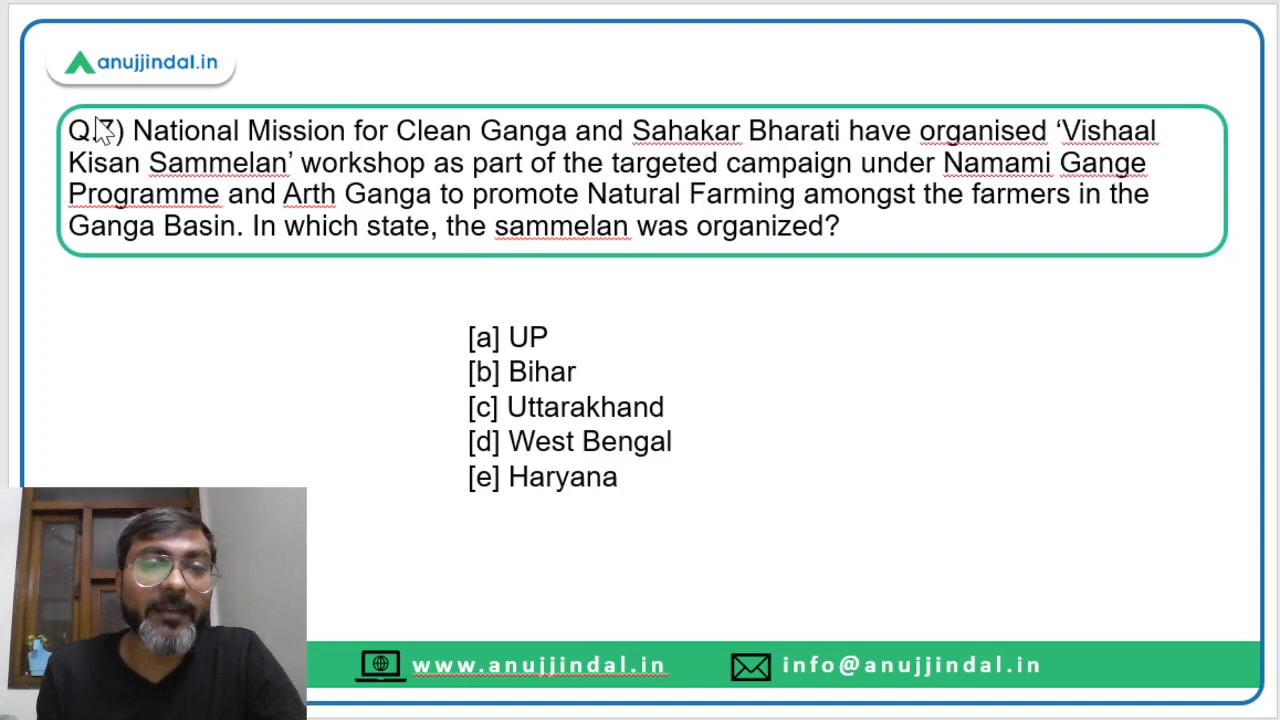 anujjindal.in
Q.7) National Mission for Clean Ganga and Sahakar Bharati have organised ‘Vishaal
Kisan Sammelan’ workshop as part of the targeted campaign under Namami Gange
Programme and Arth Ganga to promote Natural Farming amongst the farmers in the
Ganga Basin. In which state, the sammelan was organized?
[a] UP
[b] Bihar
[c] Uttarakhand
[d] West Bengal
[e] Haryana
www.anujjindal.in info@anujjindal.in